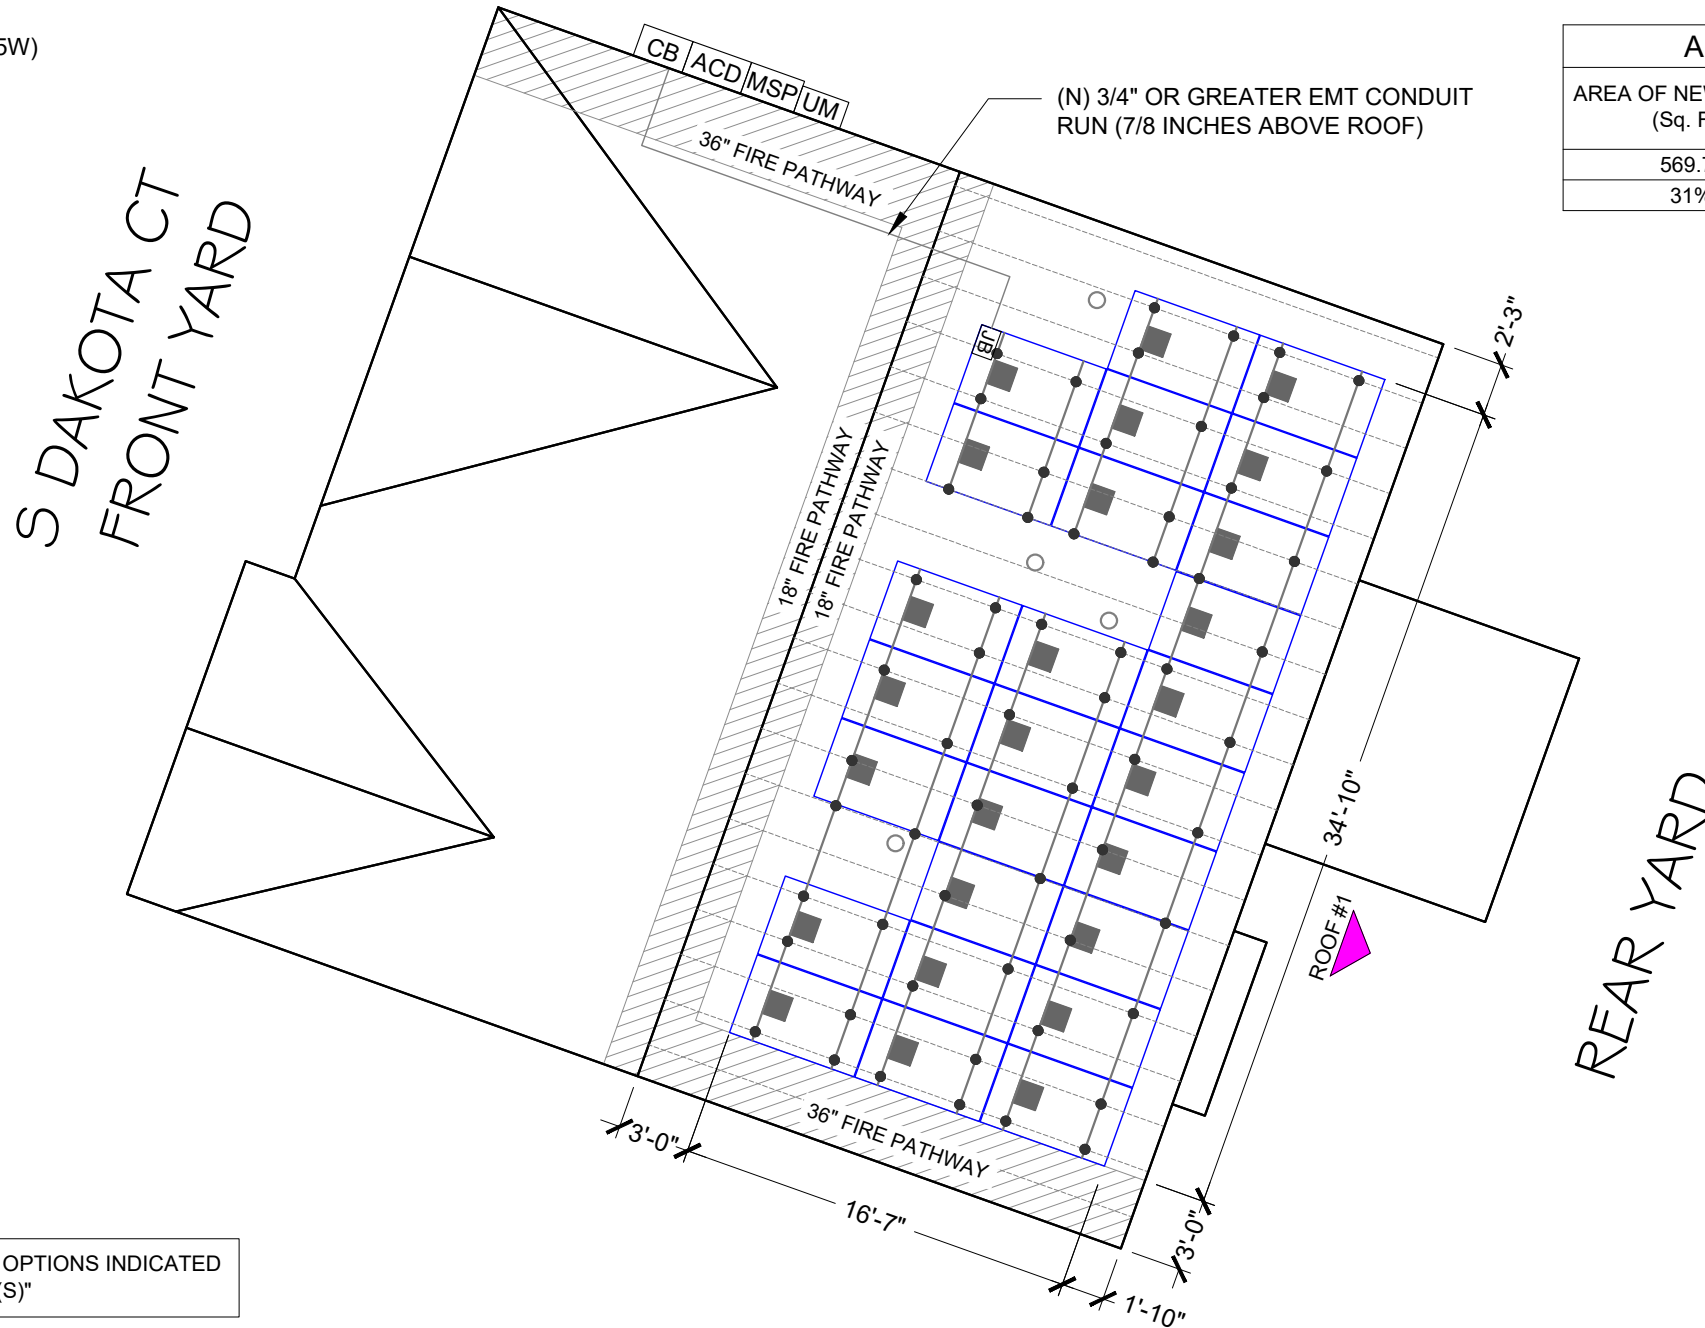 5W)
CB
ACD
MSP
UM
(N) 3/4" OR GREATER EMT CONDUIT
RUN (7/8 INCHES ABOVE ROOF)
A
AREA OF NE
(Sq. F
569.7
31%
36" FIRE PATHWAY
S DAKOTA CT
FRONT YARD
JB
2'-3"
18" FIRE PATHWAY
18" FIRE PATHWAY
34'-10"
ROOF #1
REAR YARD
36" FIRE PATHWAY
3'-0"
16'-7"
3'-0"
1'-10"
OPTIONS INDICATED
(S)"